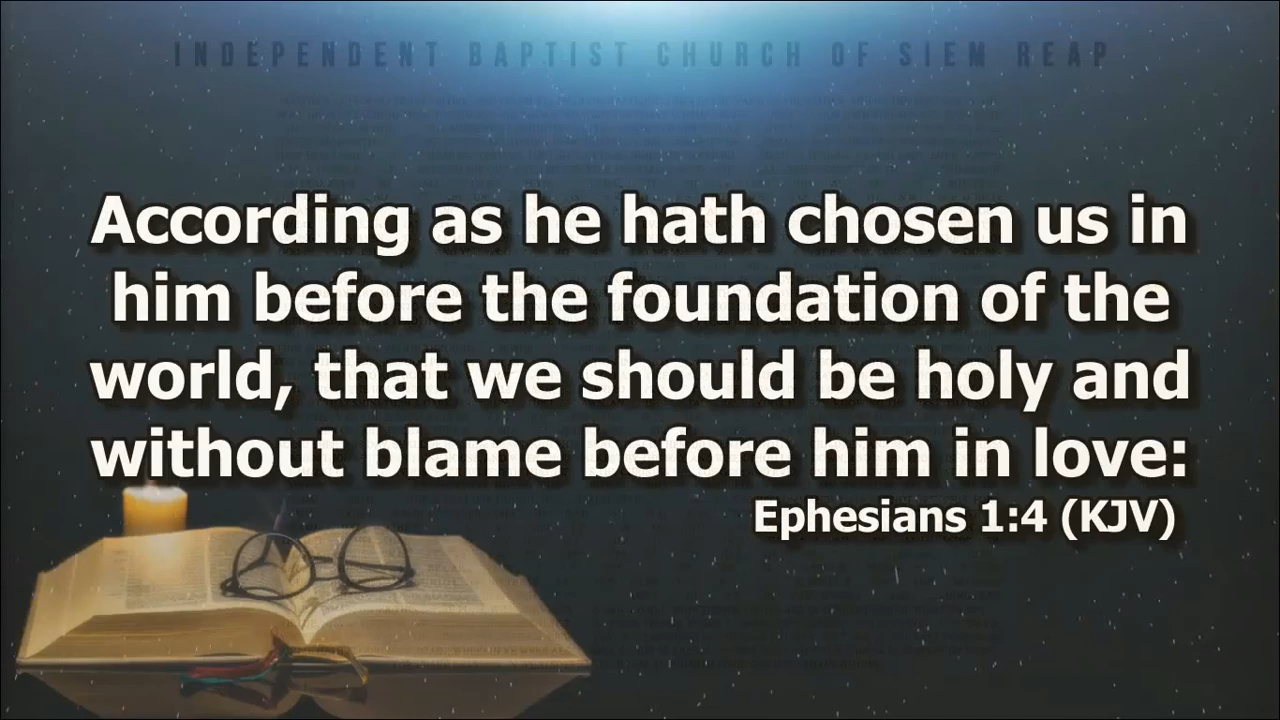 INDEPENDENT BAPTIST CHURCH OF SIEM REAP
According as he hath chosen us in
him before the foundation of the
world, that we should be holy and
without blame before him in love:
Ephesians 1:4 (KJV)